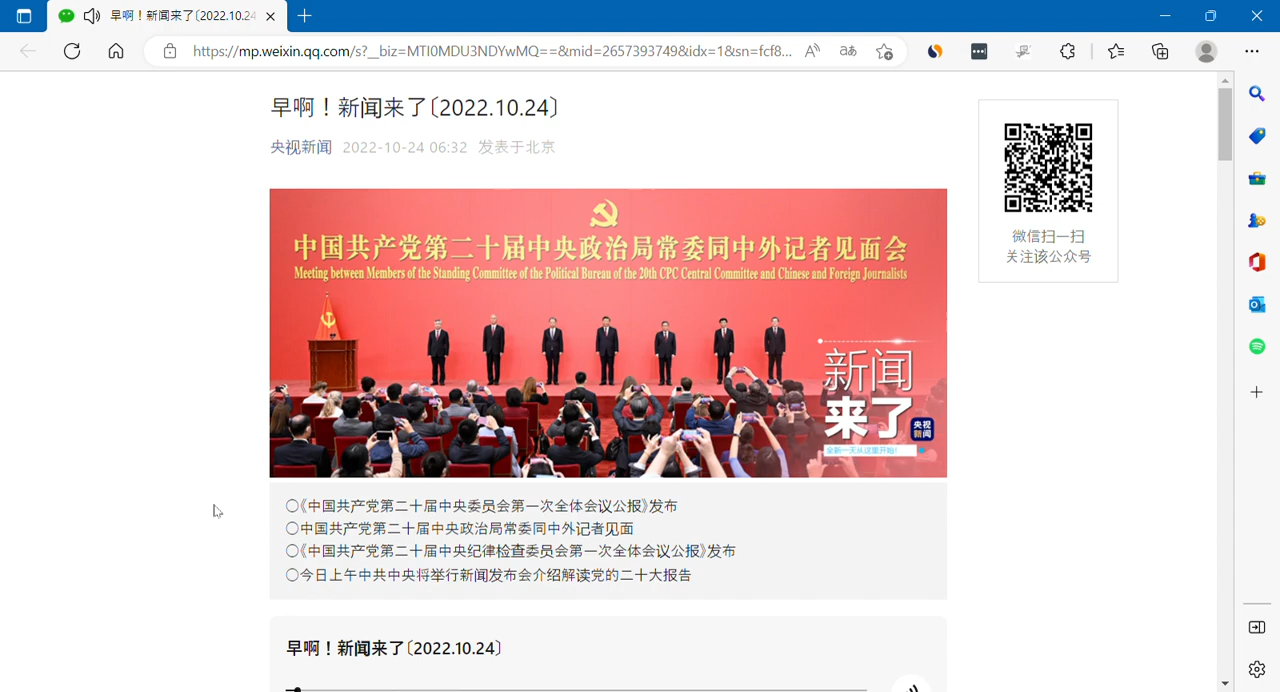 早啊！新闻来了〔2022.10.24
https://mp.weixin.qq.com/s?__biz=MTI0MDU3NDYwMQ==&mid=2657393749&idx=1&sn=fcf8...
早啊！新闻来了〔2022.10.24〕
央视新闻 2022-10-24 06:32 发表于北京
中国共产党第二十届中央政治局常委同中外记者见面会
Meeting between Members of the Standing Committee of the Political Bureau of the 20th CPC Central Committee and Chinese and Foreign Journalists
新闻
来了
央视
新闻
全新一天从这里开始！
微信扫一扫
关注该公众号
〇《中国共产党第二十届中央委员会第一次全体会议公报》发布
〇中国共产党第二十届中央政治局常委同中外记者见面
〇《中国共产党第二十届中央纪律检查委员会第一次全体会议公报》发布
〇今日上午中共中央将举行新闻发布会介绍解读党的二十大报告
早啊！新闻来了〔2022.10.24〕